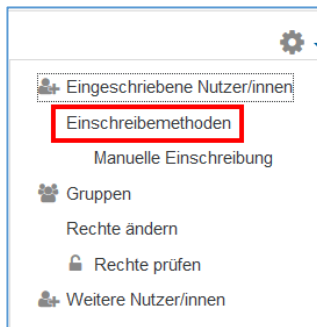 Eingeschriebene Nutzer/innen
Einschreibemethoden
Manuelle Einschreibung
Gruppen
Rechte ändern
Rechte prüfen
Weitere Nutzer/innen